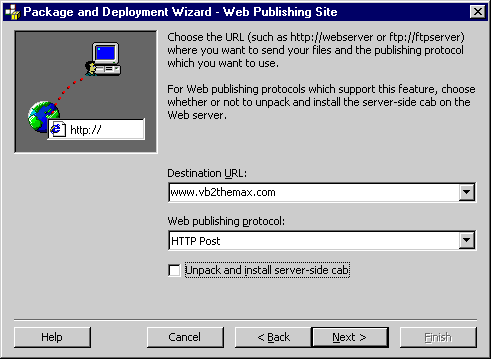 Package and Deployment Wizard - Web Publishing Site
Choose the URL (such as http://webserver or ftp://ftpserver)
where you want to send your files and the publishing protocol
which you want to use.
For Web publishing protocols which support this feature, choose
whether or not to unpack and install the server-side cab on the
Web server.
http://
Destination URL:
www.vb2themax.com
Web publishing protocol:
HTTP Post
Unpack and install server-side cab
Help
Cancel
< Back
Next >
Finish